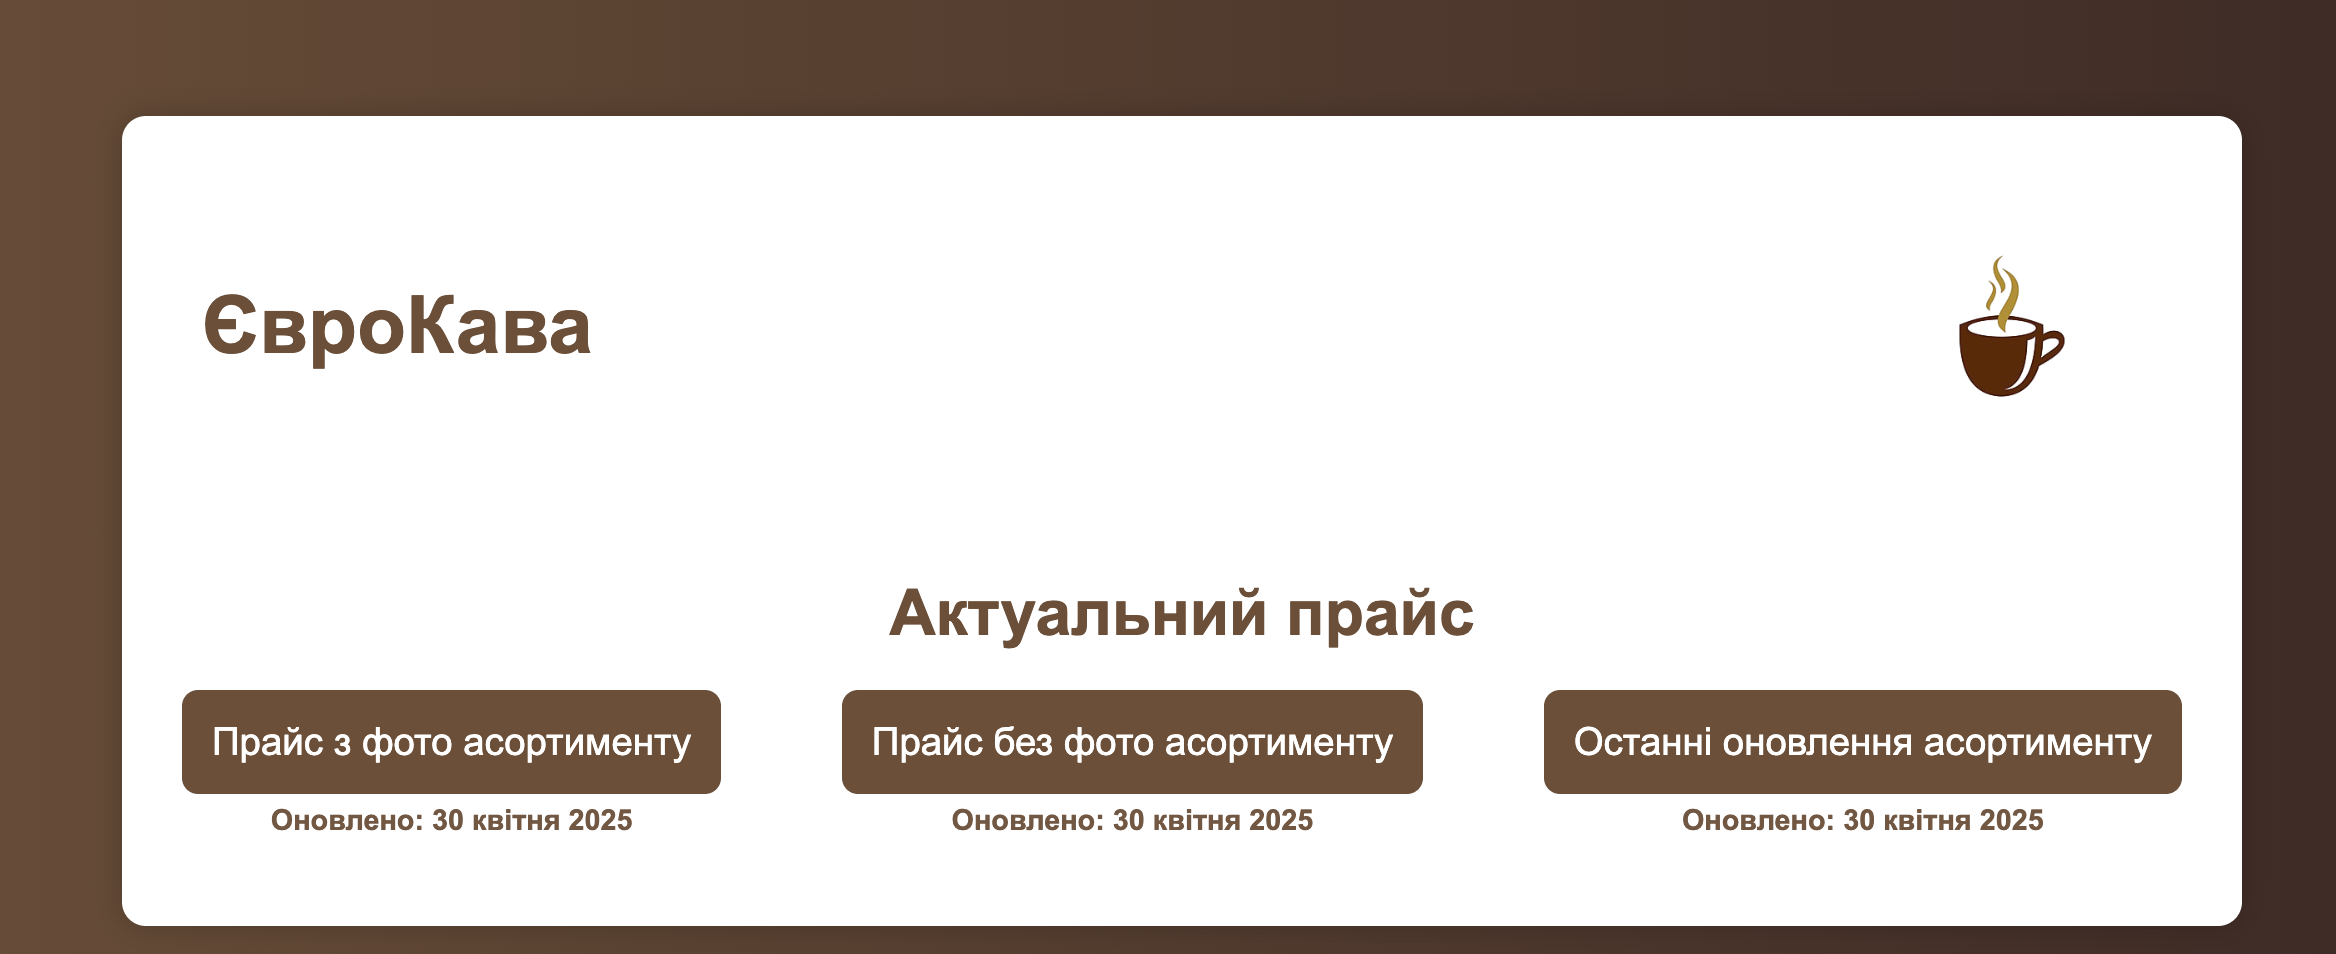 ЄвроКава
Актуальний прайс
Прайс з фото асортименту
Оновлено: 30 квітня 2025
Прайс без фото асортименту
Оновлено: 30 квітня 2025
Останні оновлення асортименту
Оновлено: 30 квітня 2025